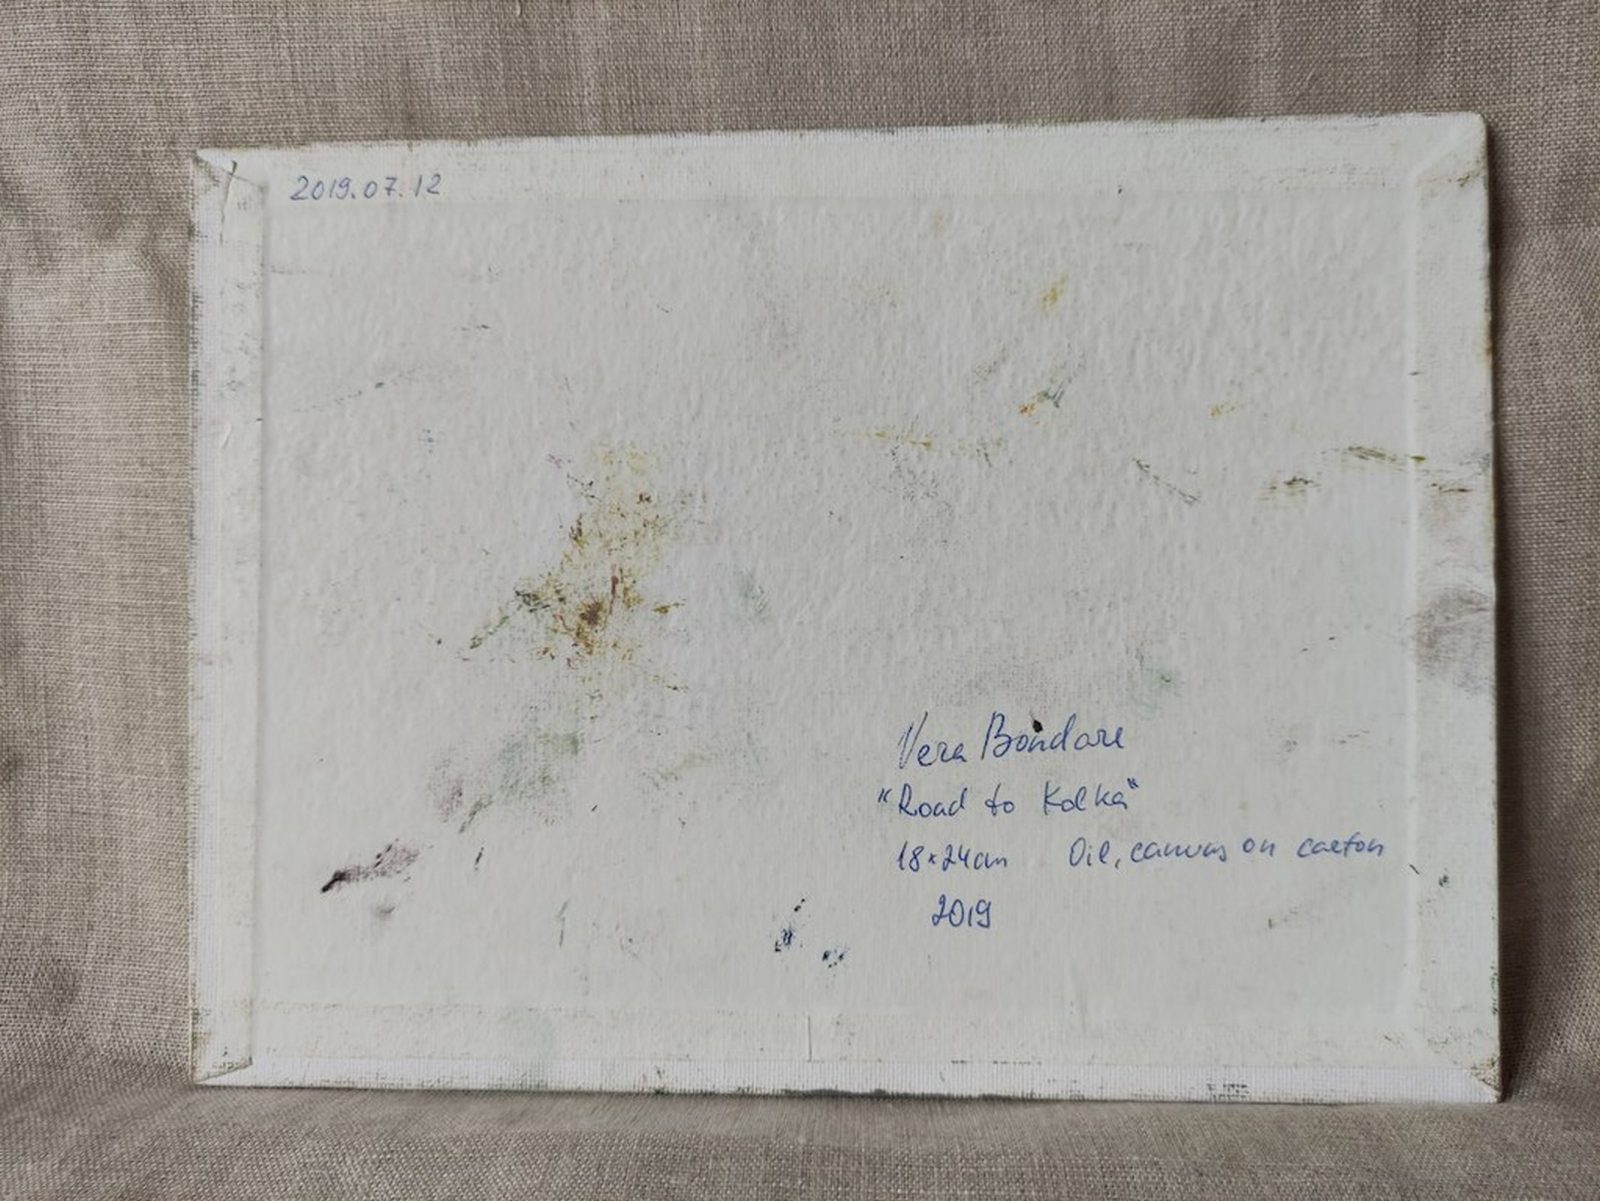 2019.07.12
Vera Bondare
"Road to Kolka"
18×24cm Oil, canvas on carton
2019